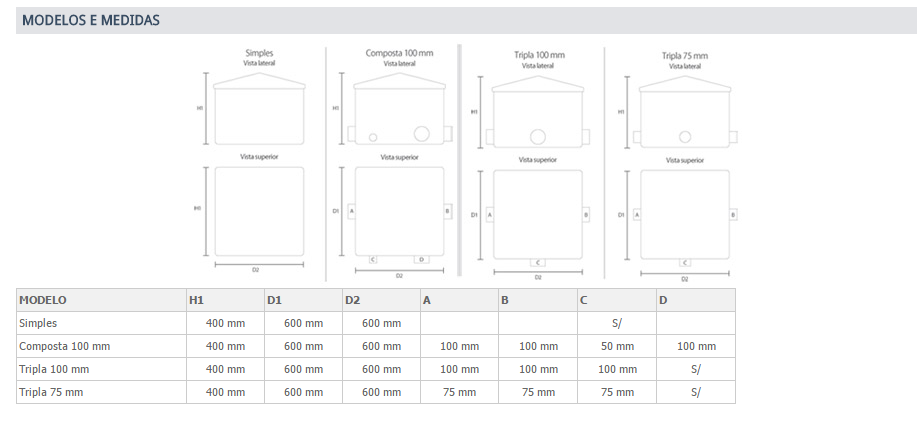 MODELOS E MEDIDAS
Simples
Vista lateral
H1
Vista superior
H1
D2
Composta 100 mm
Vista lateral
H1
Vista superior
D1
A
B
C
D
D2
Tripla 100 mm
Vista lateral
H1
Vista superior
D1
A
B
C
D2
Tripla 75 mm
Vista lateral
H1
Vista superior
D1
A
B
C
D2
MODELO H1 D1 D2 A B C D
Simples 400 mm 600 mm 600 mm S/
Composta 100 mm 400 mm 600 mm 600 mm 100 mm 100 mm 50 mm 100 mm
Tripla 100 mm 400 mm 600 mm 600 mm 100 mm 100 mm 100 mm S/
Tripla 75 mm 400 mm 600 mm 600 mm 75 mm 75 mm 75 mm S/